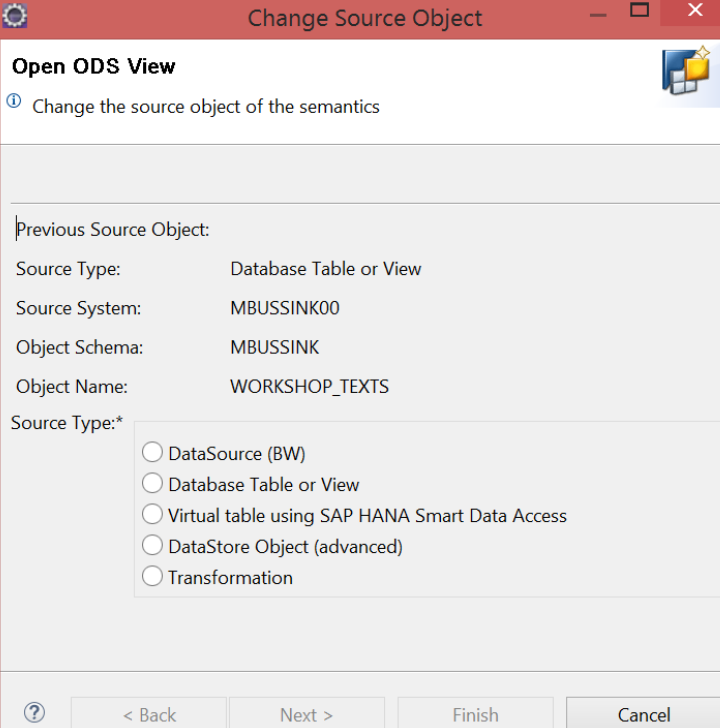 Change Source Object
Open ODS View
Change the source object of the semantics
Previous Source Object:
Source Type: Database Table or View
Source System: MBUSSINK00
Object Schema: MBUSSINK
Object Name: WORKSHOP_TEXTS
Source Type:*
DataSource (BW)
Database Table or View
Virtual table using SAP HANA Smart Data Access
DataStore Object (advanced)
Transformation
? < Back Next > Finish Cancel